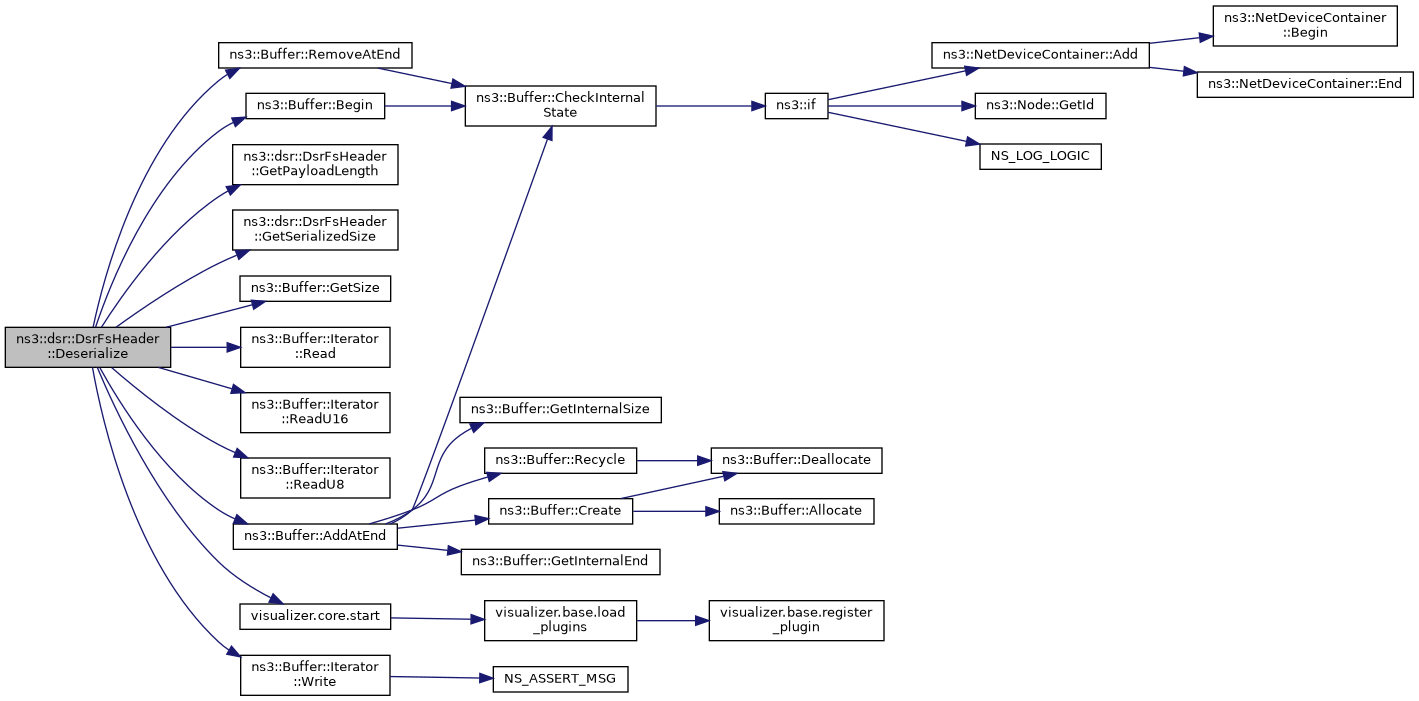 ns3::dsr::DsrFsHeader
::Deserialize
ns3::Buffer::RemoveAtEnd
ns3::Buffer::Begin
ns3::dsr::DsrFsHeader
::GetPayloadLength
ns3::dsr::DsrFsHeader
::GetSerializedSize
ns3::Buffer::GetSize
ns3::Buffer::Iterator
::Read
ns3::Buffer::Iterator
::ReadU16
ns3::Buffer::Iterator
::ReadU8
ns3::Buffer::AddAtEnd
visualizer.core.start
ns3::Buffer::Iterator
::Write
ns3::Buffer::CheckInternal
State
ns3::Buffer::GetInternalSize
ns3::Buffer::Recycle
ns3::Buffer::Create
ns3::Buffer::GetInternalEnd
visualizer.base.load
_plugins
NS_ASSERT_MSG
ns3::if
ns3::Buffer::Deallocate
ns3::Buffer::Allocate
visualizer.base.register
_plugin
ns3::NetDeviceContainer::Add
ns3::Node::GetId
NS_LOG_LOGIC
ns3::NetDeviceContainer
::Begin
ns3::NetDeviceContainer::End